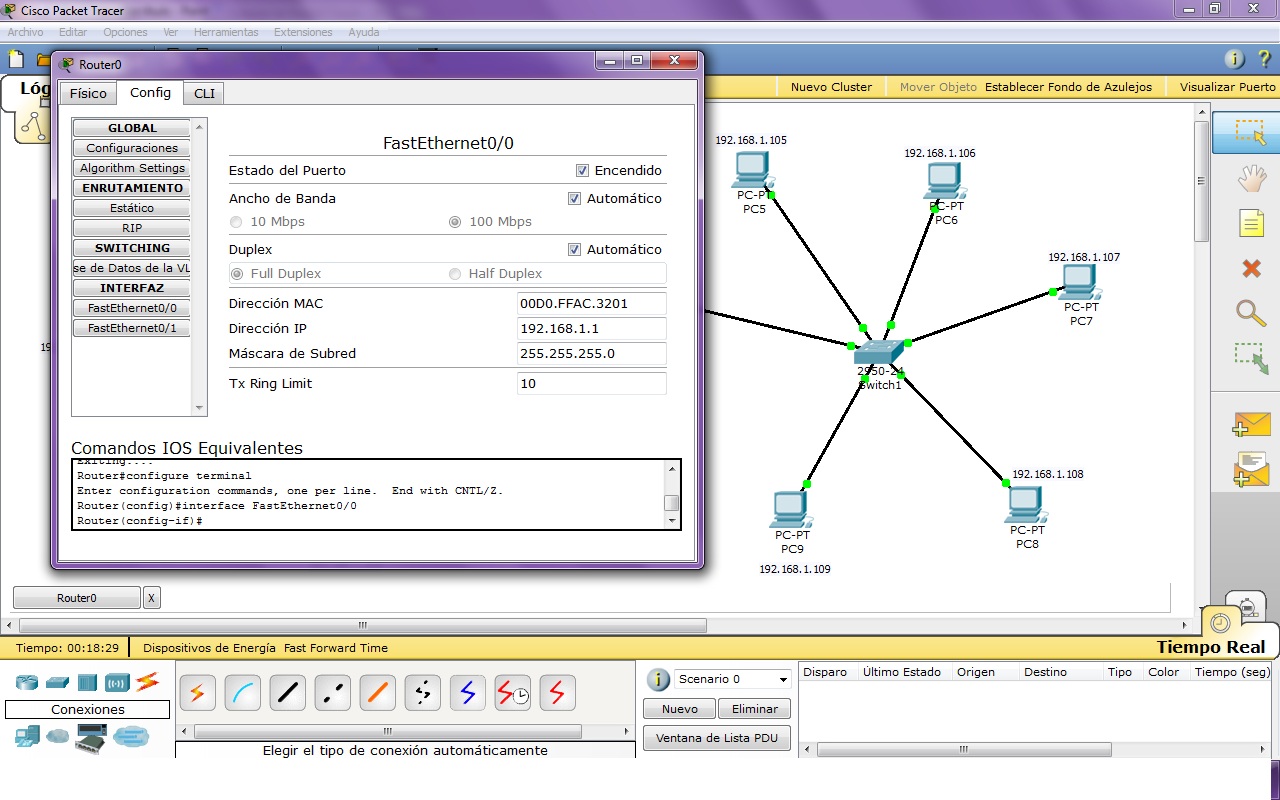 Cisco Packet Tracer
Archivo Editar Opciones Ver Herramientas Extensiones Ayuda
Lóg
Nuevo Cluster Mover Objeto Establecer Fondo de Azulejos Visualizar Puerto
Router0
Físico Config CLI
GLOBAL
Configuraciones
Algorithm Settings
ENRUTAMIENTO
Estático
RIP
SWITCHING
se de Datos de la VL
INTERFAZ
FastEthernet0/0
FastEthernet0/1
FastEthernet0/0
Estado del Puerto Encendido
Ancho de Banda Automático
10 Mbps 100 Mbps
Duplex Automático
Full Duplex Half Duplex
Dirección MAC 00D0.FFAC.3201
Dirección IP 192.168.1.1
Máscara de Subred 255.255.255.0
Tx Ring Limit 10
Comandos IOS Equivalentes
Exiting....
Router#configure terminal
Enter configuration commands, one per line. End with CNTL/Z.
Router(config)#interface FastEthernet0/0
Router(config-if)#
19
192.168.1.105
PC-PT
PC5
192.168.1.106
PC-PT
PC6
192.168.1.107
PC-PT
PC7
2950-24
Switch1
192.168.1.108
PC-PT
PC8
PC-PT
PC9
192.168.1.109
Router0 X
Tiempo: 00:18:29 Dispositivos de Energía Fast Forward Time Tiempo Real
Conexiones
Elegir el tipo de conexión automáticamente
Scenario 0
Nuevo Eliminar
Ventana de Lista PDU
Disparo Último Estado Origen Destino Tipo Color Tiempo (seg)